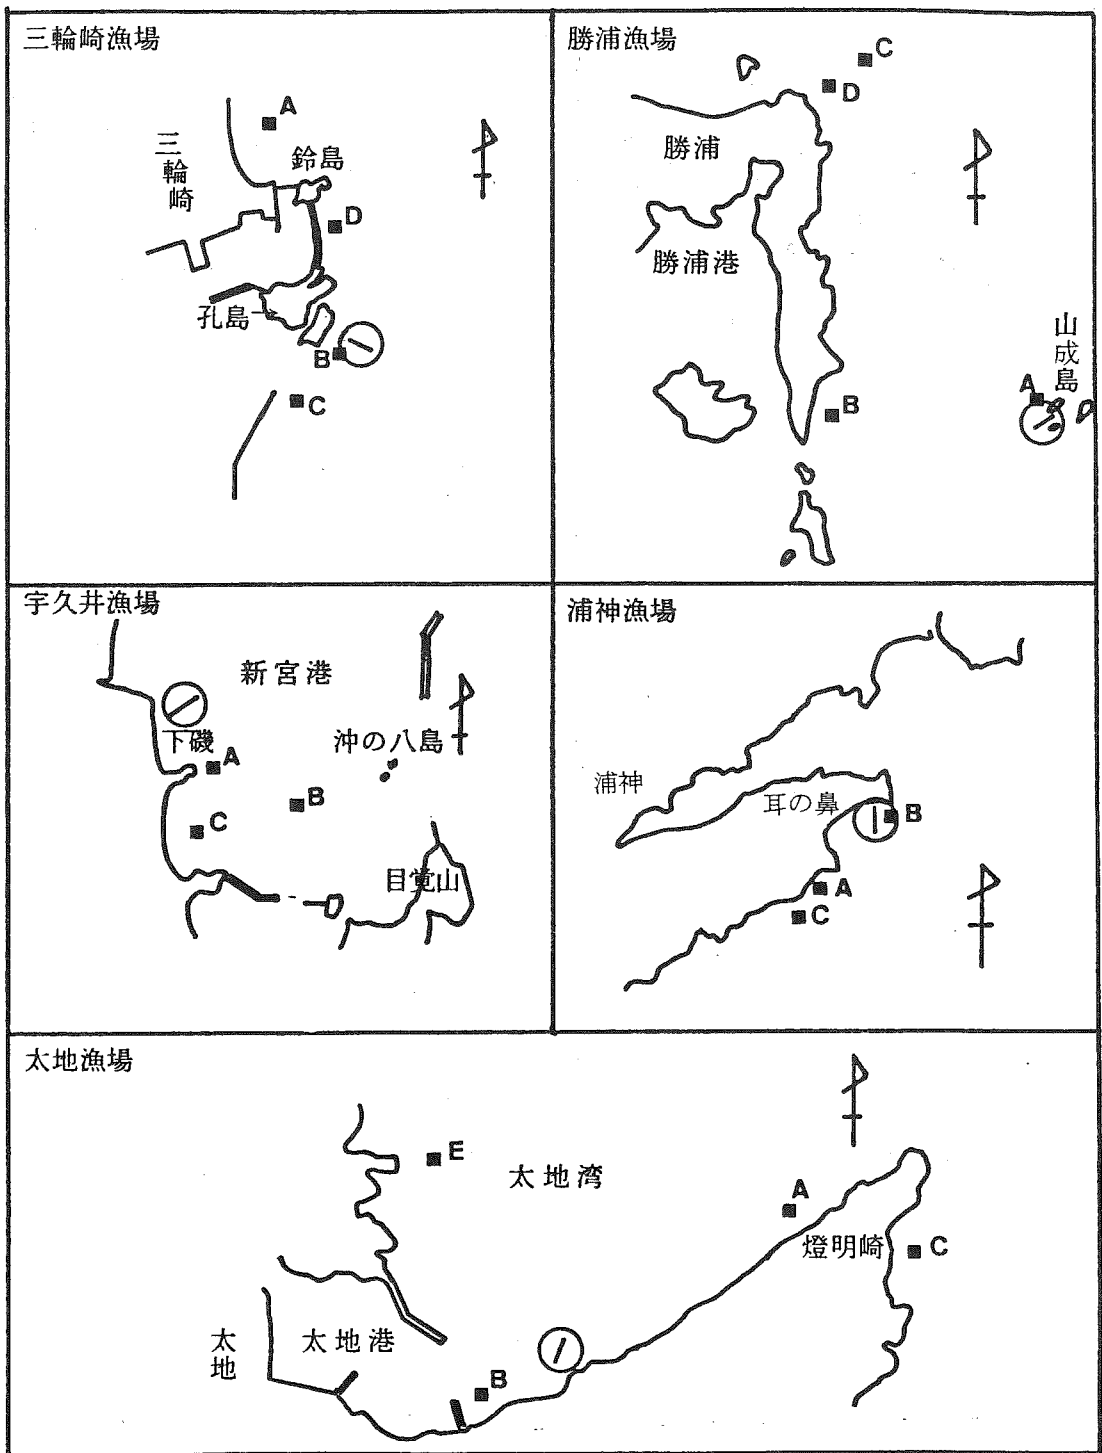 三輪崎漁場
A
三輪崎
鈴島
D
孔島
B
C
勝浦漁場
C
D
勝浦
勝浦港
山成島
A
B
宇久井漁場
新宮港
下磯
沖の八島
A
B
C
目覚山
浦神漁場
浦神
耳の鼻
B
A
C
太地漁場
E
太地湾
A
燈明崎
C
太地
太地港
B